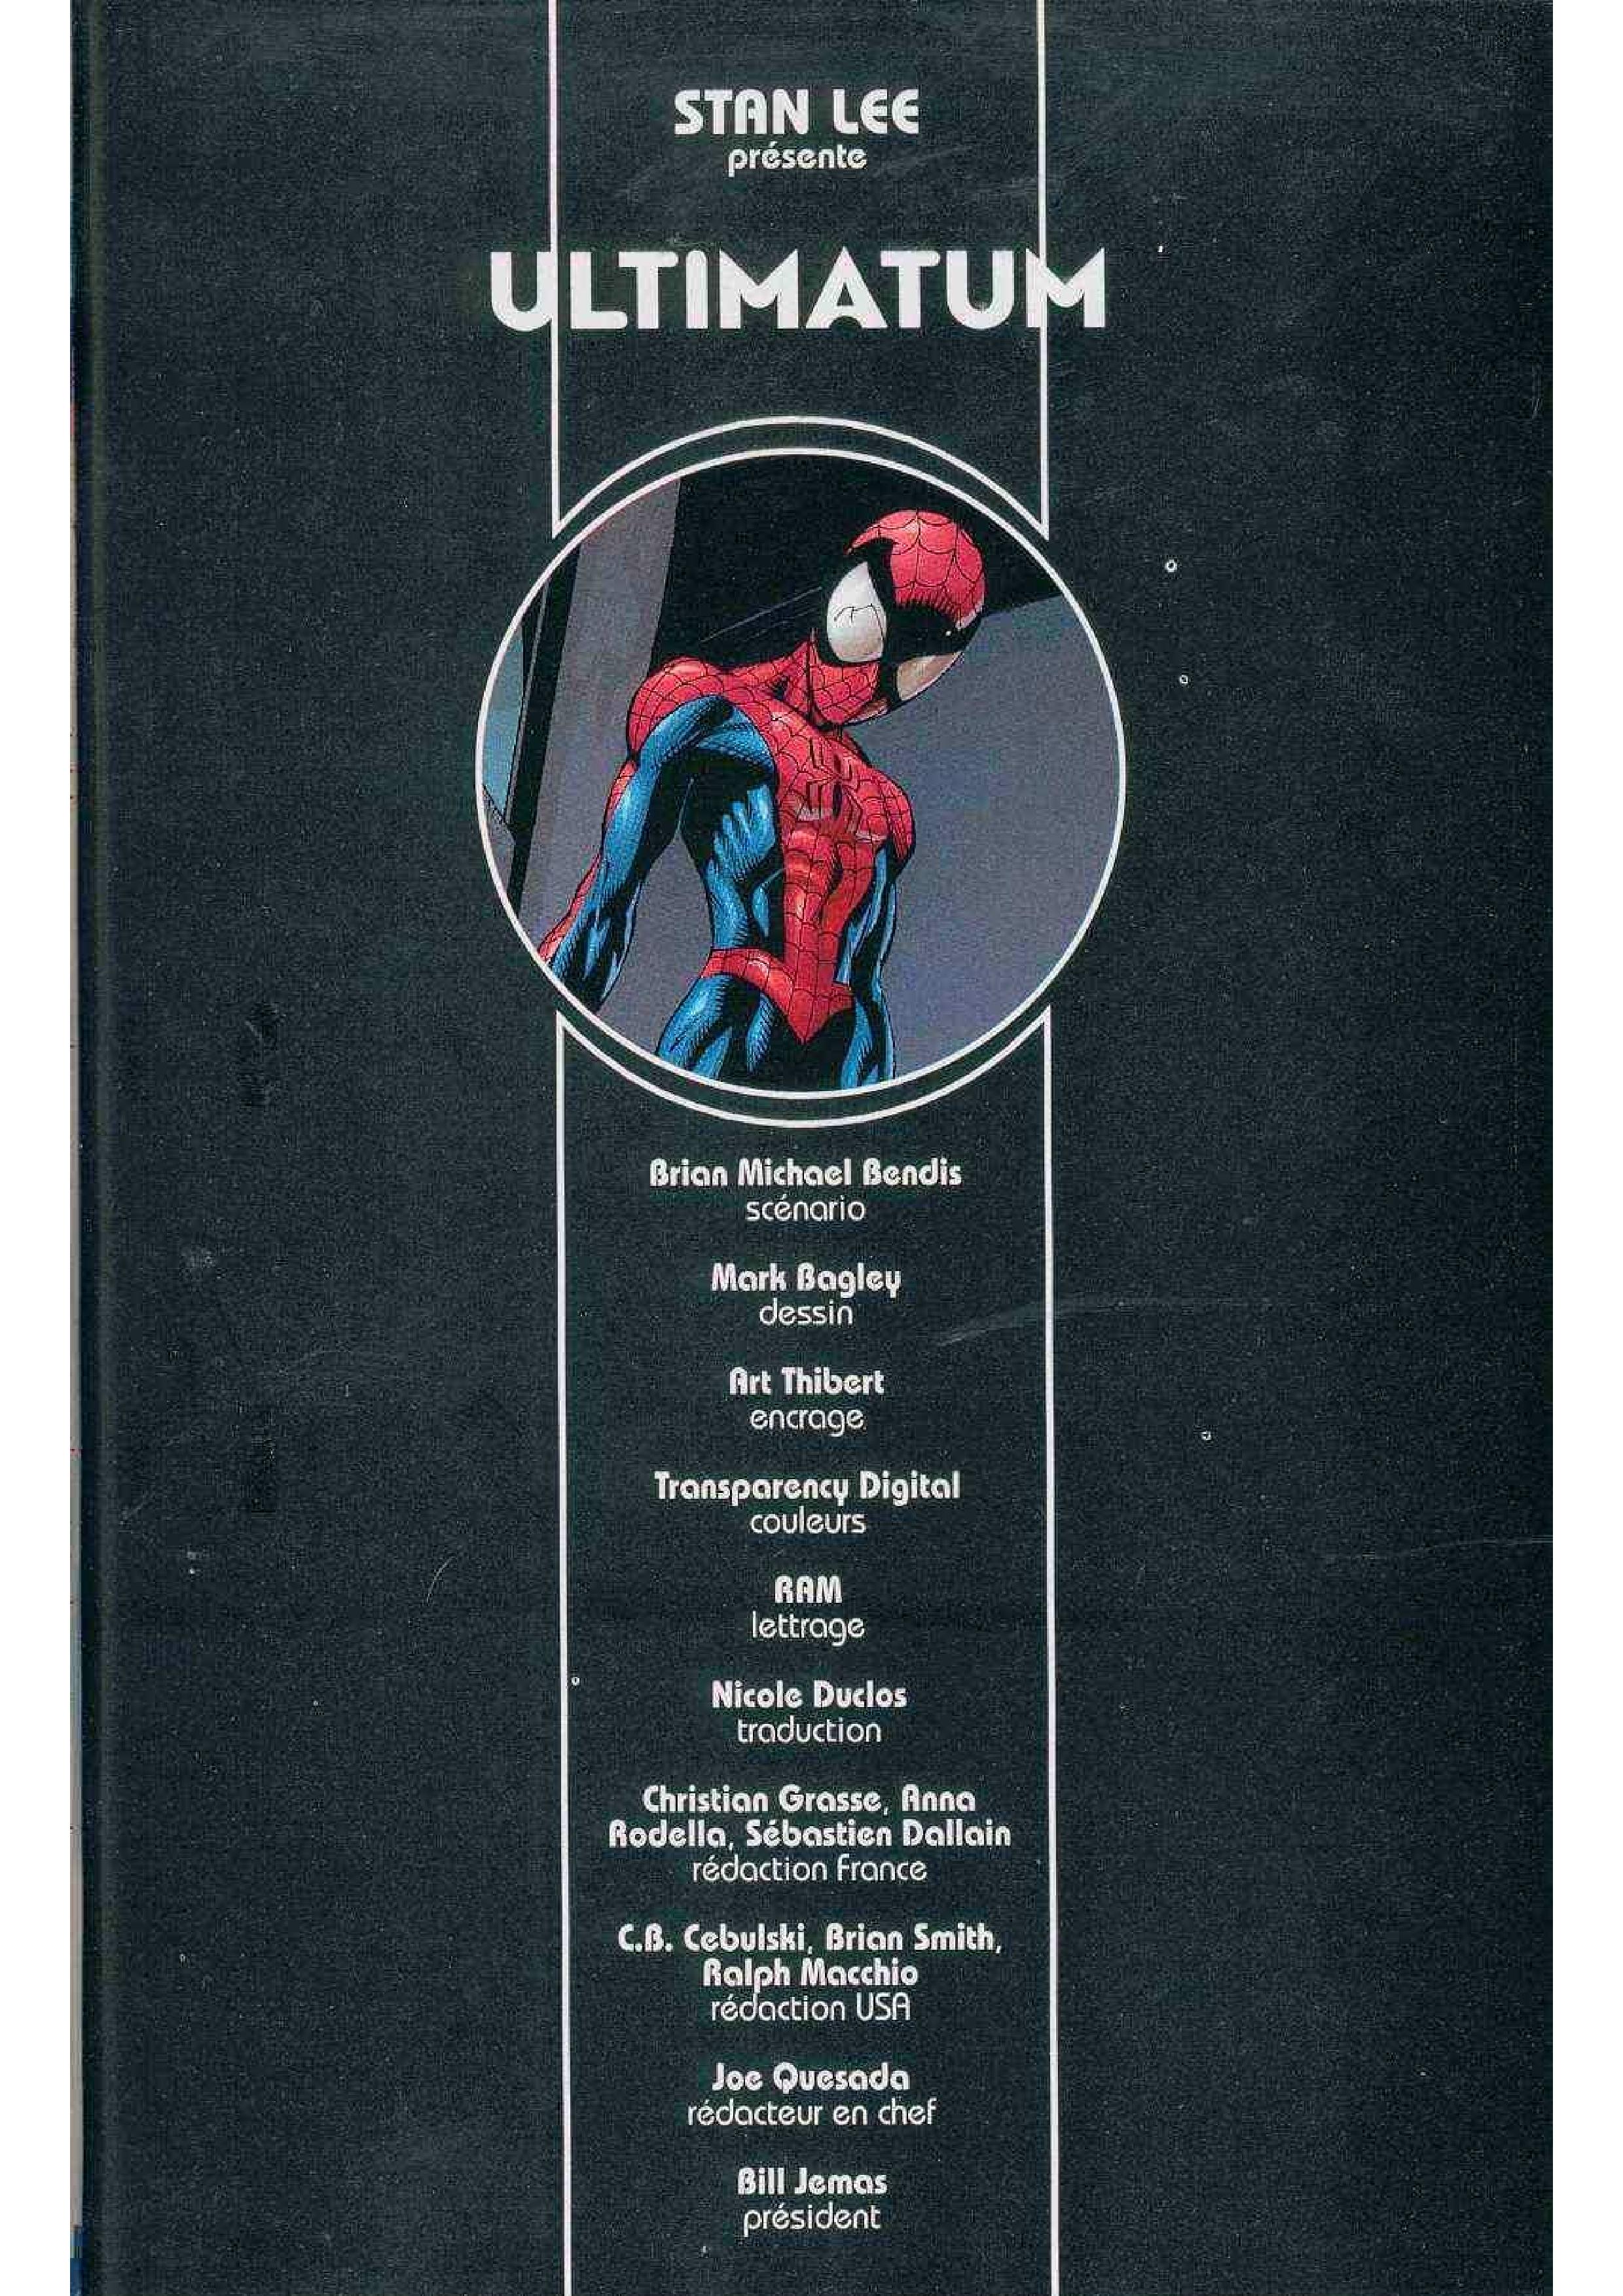 STAN LEE
présente
ULTIMATUM
Brian Michael Bendis
scénario
Mark Bagley
dessin
Art Thibert
encrage
Transparency Digital
couleurs
RAM
lettrage
Nicole Duclos
traduction
Christian Grasse, Anna
Rodella, Sébastien Dallain
rédaction France
C.B. Cebulski, Brian Smith,
Ralph Macchio
rédaction USA
Joe Quesada
rédacteur en chef
Bill Jemas
président